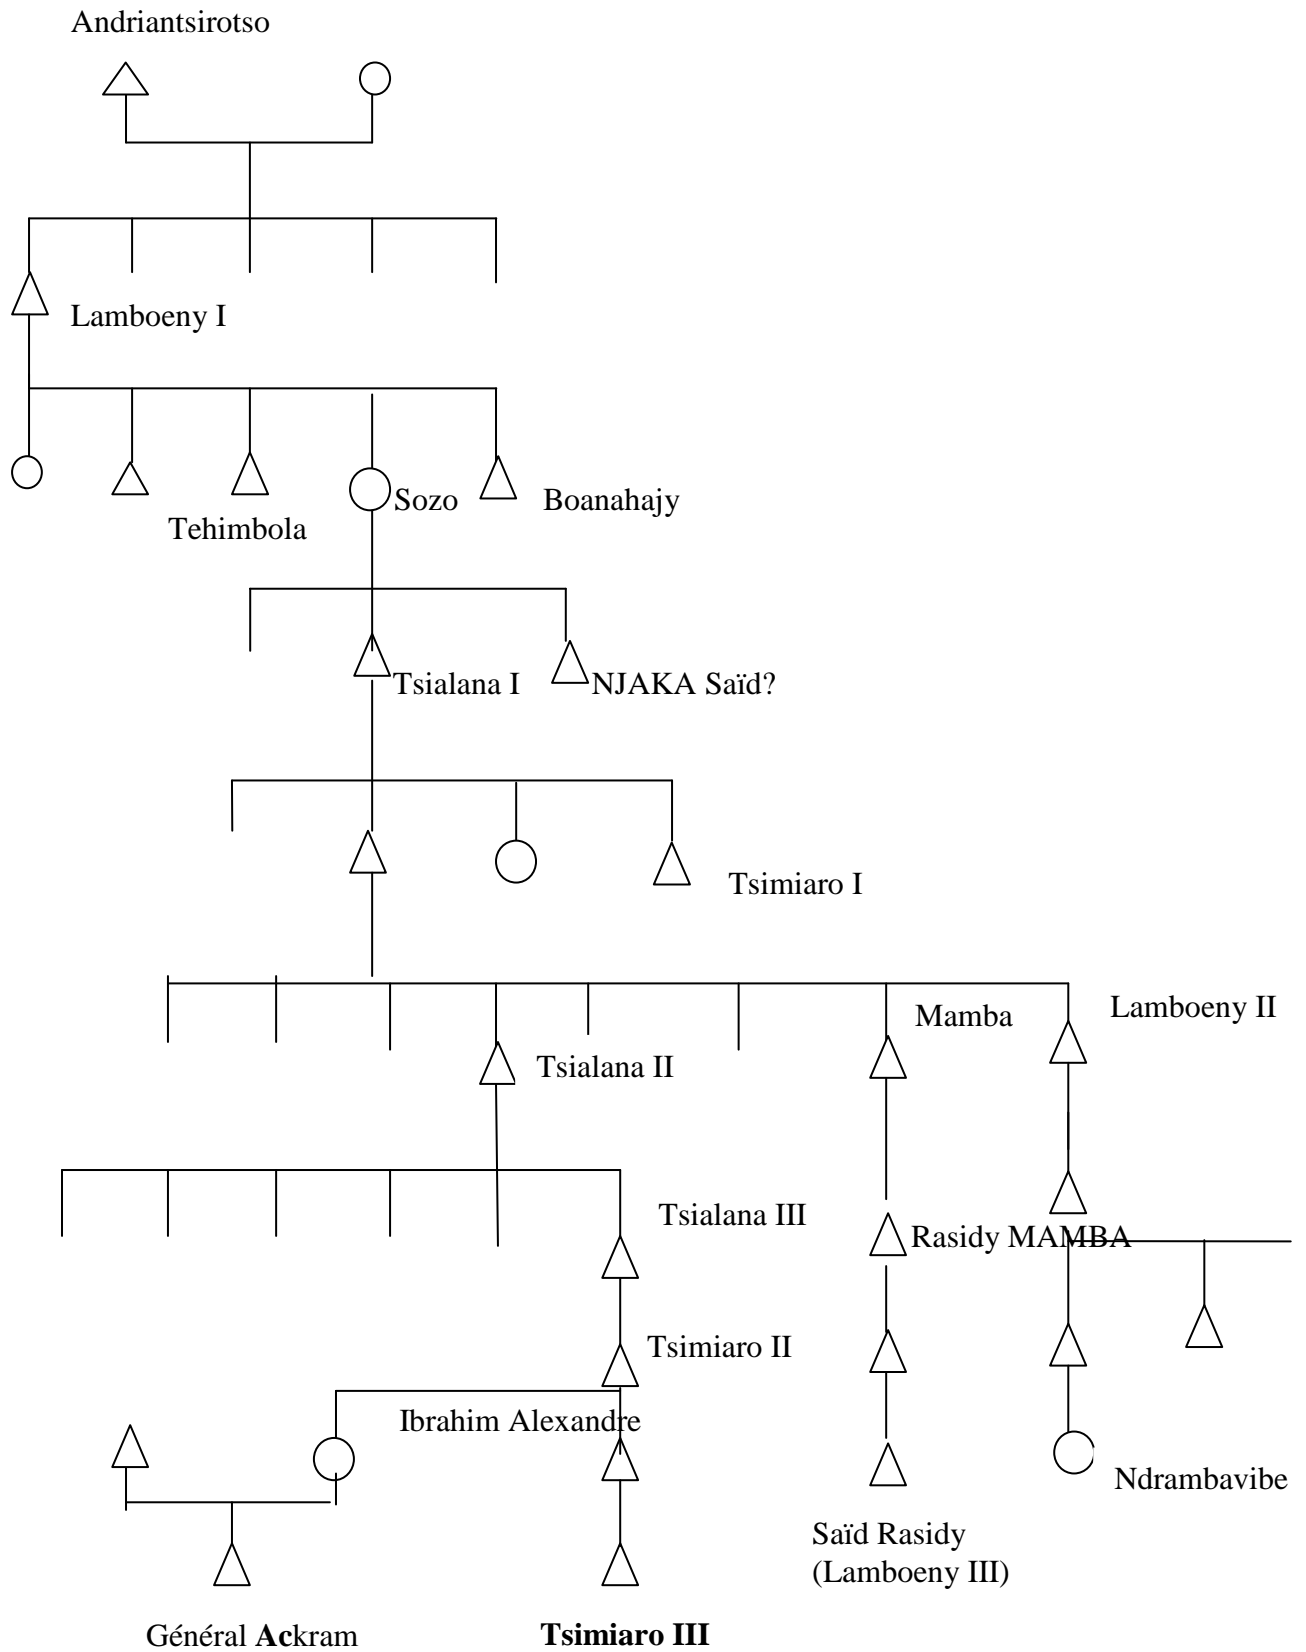 Andriantsirotso
Lamboeny I
Sozo
Boanahajy
Tehimbola
Tsialana I
NJAKA Saïd?
Tsimiaro I
Mamba
Lamboeny II
Tsialana II
Tsialana III
Rasidy MAMBA
Tsimiaro II
Ibrahim Alexandre
Ndrambavibe
Saïd Rasidy
(Lamboeny III)
Général Ackram
Tsimiaro III